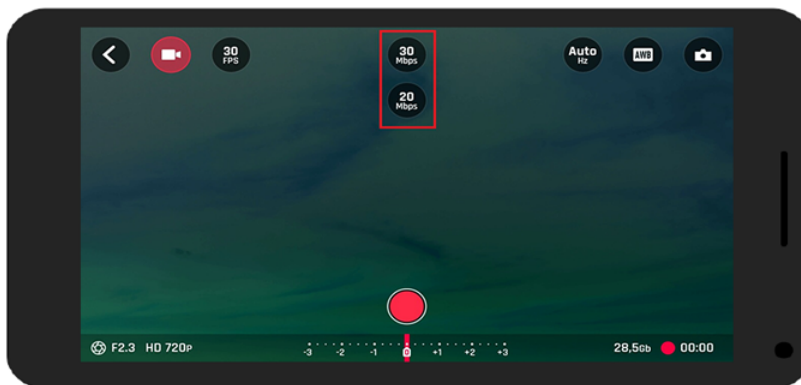 30
FPS
30
Mbps
20
Mbps
Auto
Hz
AWB
F2.3 HD 720P
-3 -2 -1 0 +1 +2 +3
28,5Gb 00:00